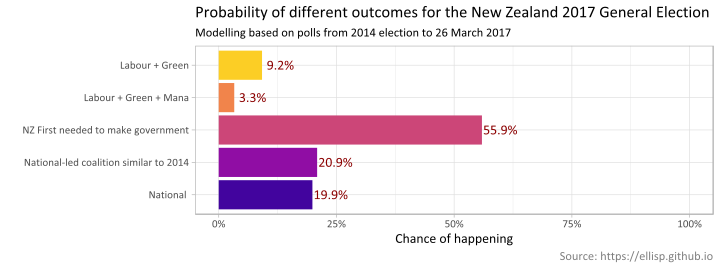 Probability of different outcomes for the New Zealand 2017 General Election
Modelling based on polls from 2014 election to 26 March 2017
Labour + Green 9.2%
Labour + Green + Mana 3.3%
NZ First needed to make government 55.9%
National-led coalition similar to 2014 20.9%
National 19.9%
0% 25% 50% 75% 100%
Chance of happening
Source: https://ellisp.github.io